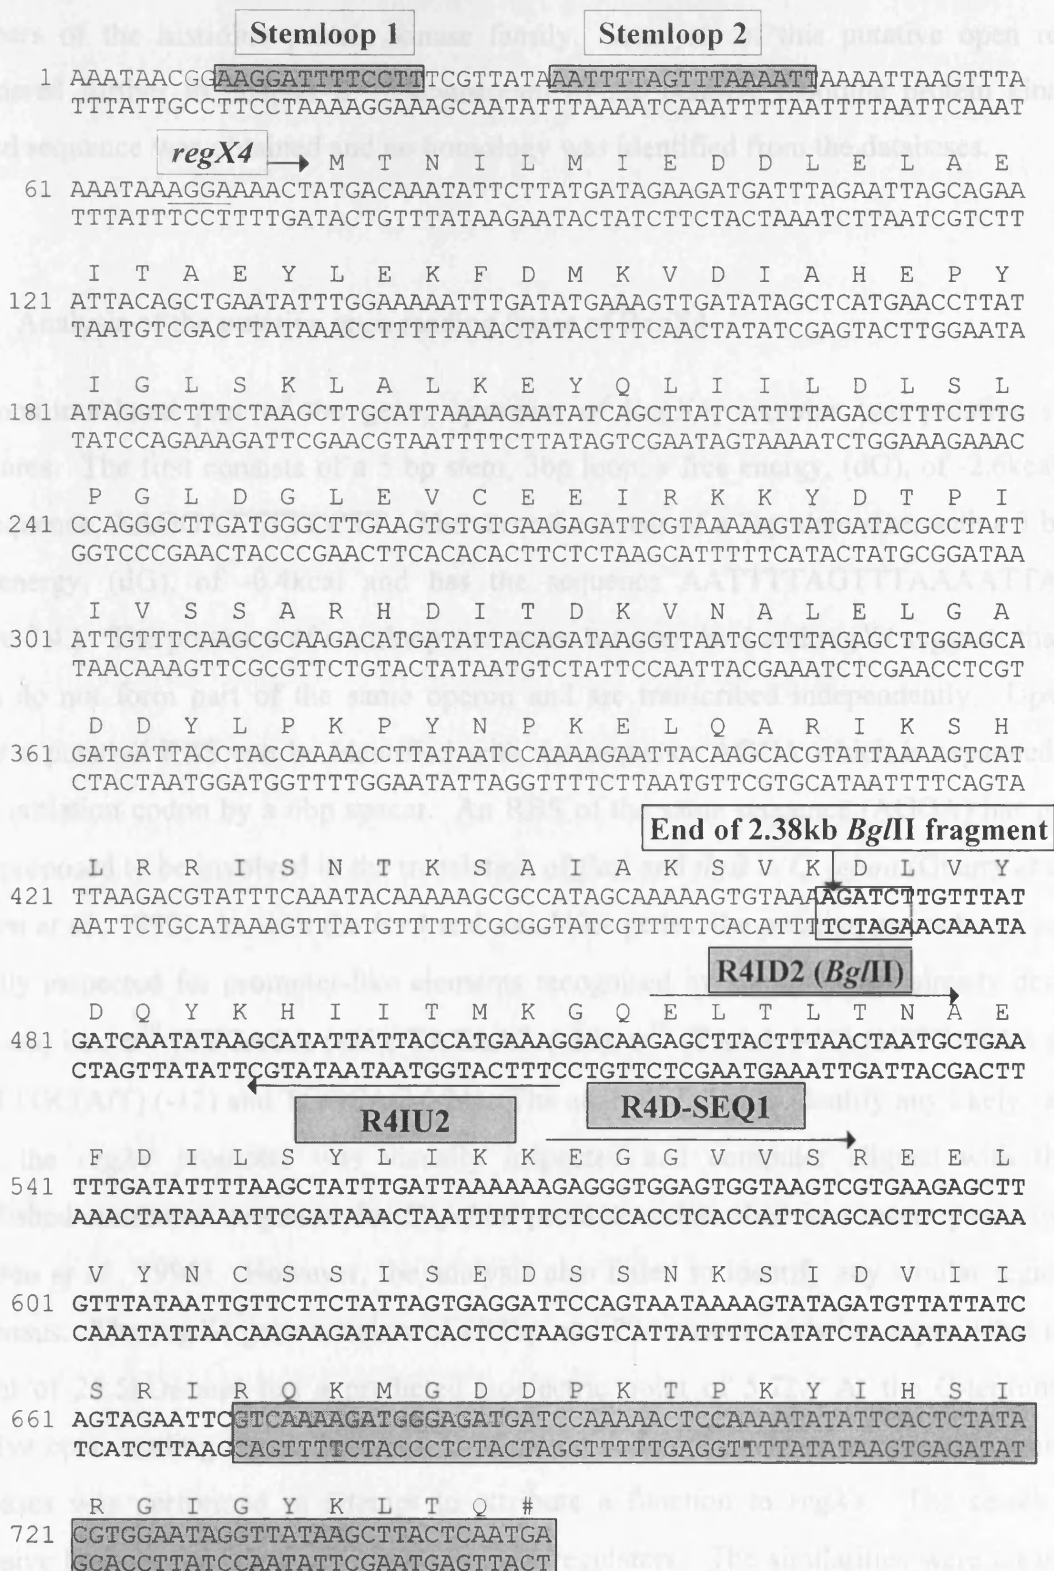 Stemloop 1 Stemloop 2
1 AAATAACGGAAGGATTTTCCTTTCGTTATAAATTTTAGTTTAAAATTAAAATTAAGTTTA
TTTATTGCCTTCCTAAAAGGAAAGCAATATTTAAAATCAAATTTTAATTTTAATTCAAAT
regX4 M T N I L M I E D D L E L A E
61 AAATAAAGGAAAACTATGACAAATATTCTTATGATAGAAGATGATTTAGAATTAGCAGAA
TTTATTTCCTTTTGATACTGTTTATAAGAATACTATCTTCTACTAAATCTTAATCGTCTT
I T A E Y L E K F D M K V D I A H E P Y
121 ATTACAGCTGAATATTTGGAAAAATTTGATATGAAAGTTGATATAGCTCATGAACCTTAT
TAATGTCGACTTATAAACCTTTTTAAACTATACTTTCAACTATATCGAGTACTTGGAATA
I G L S K L A L K E Y Q L I I L D L S L
181 ATAGGTCTTTCTAAGCTTGCATTAAAAGAATATCAGCTTATCATTTTAGACCTTTCTTTG
TATCCAGAAAGATTCGAACGTAATTTTCTTATAGTCGAATAGTAAAATCTGGAAAGAAAC
P G L D G L E V C E E I R K K Y D T P I
241 CCAGGGCTTGATGGGCTTGAAGTGTGTGAAGAGATTCGTAAAAAGTATGATACGCCTATT
GGTCCCGAACTACCCGAACTTCACACACTTCTCTAAGCATTTTTCATACTATGCGGATAA
I V S S A R H D I T D K V N A L E L G A
301 ATTGTTTCAAGCGCAAGACATGATATTACAGATAAGGTTAATGCTTTAGAGCTTGGAGCA
TAACAAAGTTCGCGTTCTGTACTATAATGTCTATTCCAATTACGAAATCTCGAACCTCGT
D D Y L P K P Y N P K E L Q A R I K S H
361 GATGATTACCTACCAAAACCTTATAATCCAAAAGAATTACAAGCACGTATTAAAAGTCAT
CTACTAATGGATGGTTTTGGAATATTAGGTTTTCTTAATGTTCGTGCATAATTTTCAGTA
End of 2.38kb BglII fragment
L R R I S N T K S A I A K S V K D L V Y
421 TTAAGACGTATTTCAAATACAAAAAGCGCCATAGCAAAAAGTGTAAAAGATCTTGTTTAT
AATTCTGCATAAAGTTTATGTTTTTCGCGGTATCGTTTTTCACATTTTCTAGAACAAATA
R4ID2 (BglII)
D Q Y K H I I T M K G Q E L T L T N A E
481 GATCAATATAAGCATATTATTACCATGAAAGGACAAGAGCTTACTTTAACTAATGCTGAA
CTAGTTATATTCGTATAATAATGGTACTTTCCTGTTCTCGAATGAAATTGATTACGACTT
R4IU2 R4D-SEQ1
F D I L S Y L I K K E G G V V S R E E L
541 TTTGATATTTTAAGCTATTTGATTAAAAAAGAGGGTGGAGTGGTAAGTCGTGAAGAGCTT
AAACTATAAAATTCGATAAACTAATTTTTTCTCCCACCTCACCATTCAGCACTTCTCGAA
V Y N C S S I S E D S S N K S I D V I I
601 GTTTATAATTGTTCTTCTATTAGTGAGGATTCCAGTAATAAAAGTATAGATGTTATTATC
CAAATATTAACAAGAAGATAATCACTCCTAAGGTCATTATTTTCATATCTACAATAATAG
S R I R Q K M G D D P K T P K Y I H S I
661 AGTAGAATTCGTCAAAAGATGGGAGATGATCCAAAAACTCCAAAATATATTCACTCTATA
TCATCTTAAGCAGTTTTCTACCCTCTACTAGGTTTTTGAGGTTTTATATAAGTGAGATAT
R G I G Y K L T Q #
721 CGTGGAATAGGTTATAAGCTTACTCAATGA
GCACCTTATCCAATATTCGAATGAGTTACT